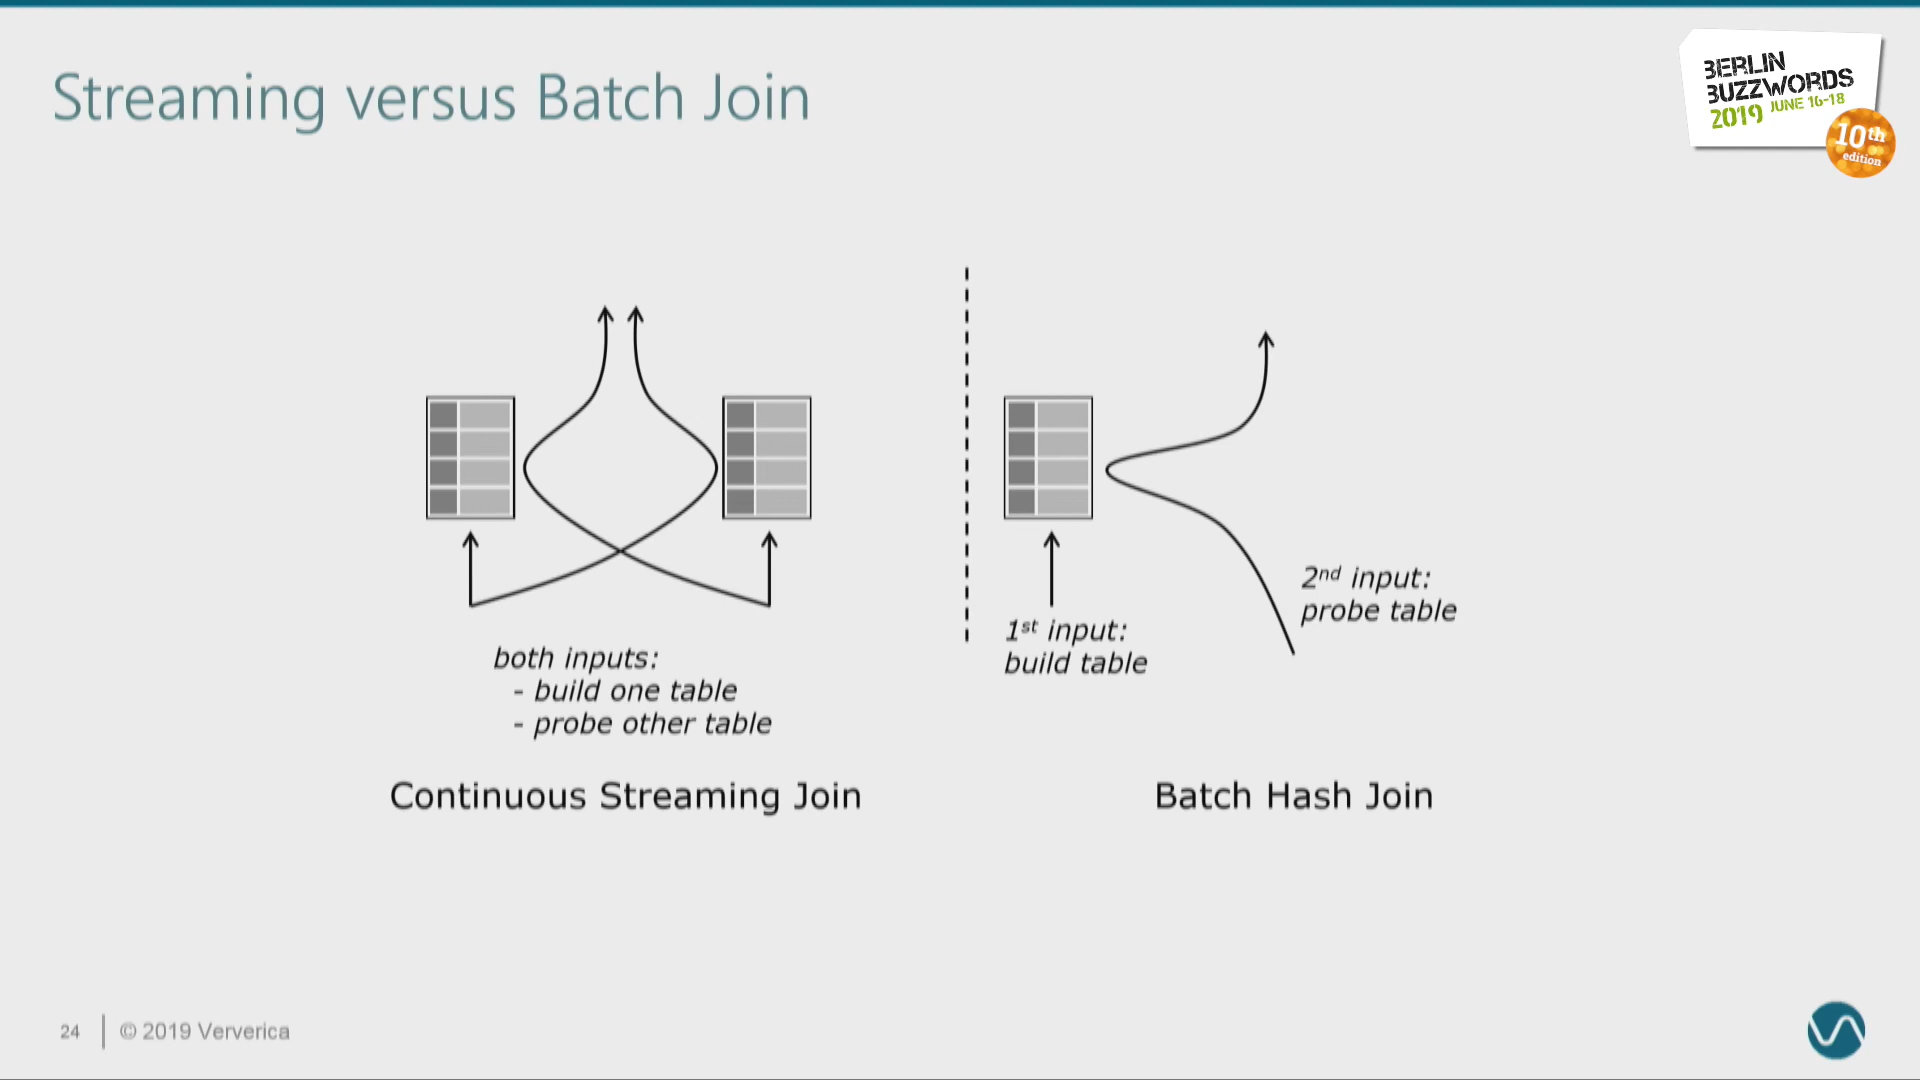 Streaming versus Batch Join
BERLIN
BUZZWORDS
2019 JUNE 16-18
10th
edition
both inputs:
- build one table
- probe other table
1st input:
build table
2nd input:
probe table
Continuous Streaming Join
Batch Hash Join
24
© 2019 Ververica